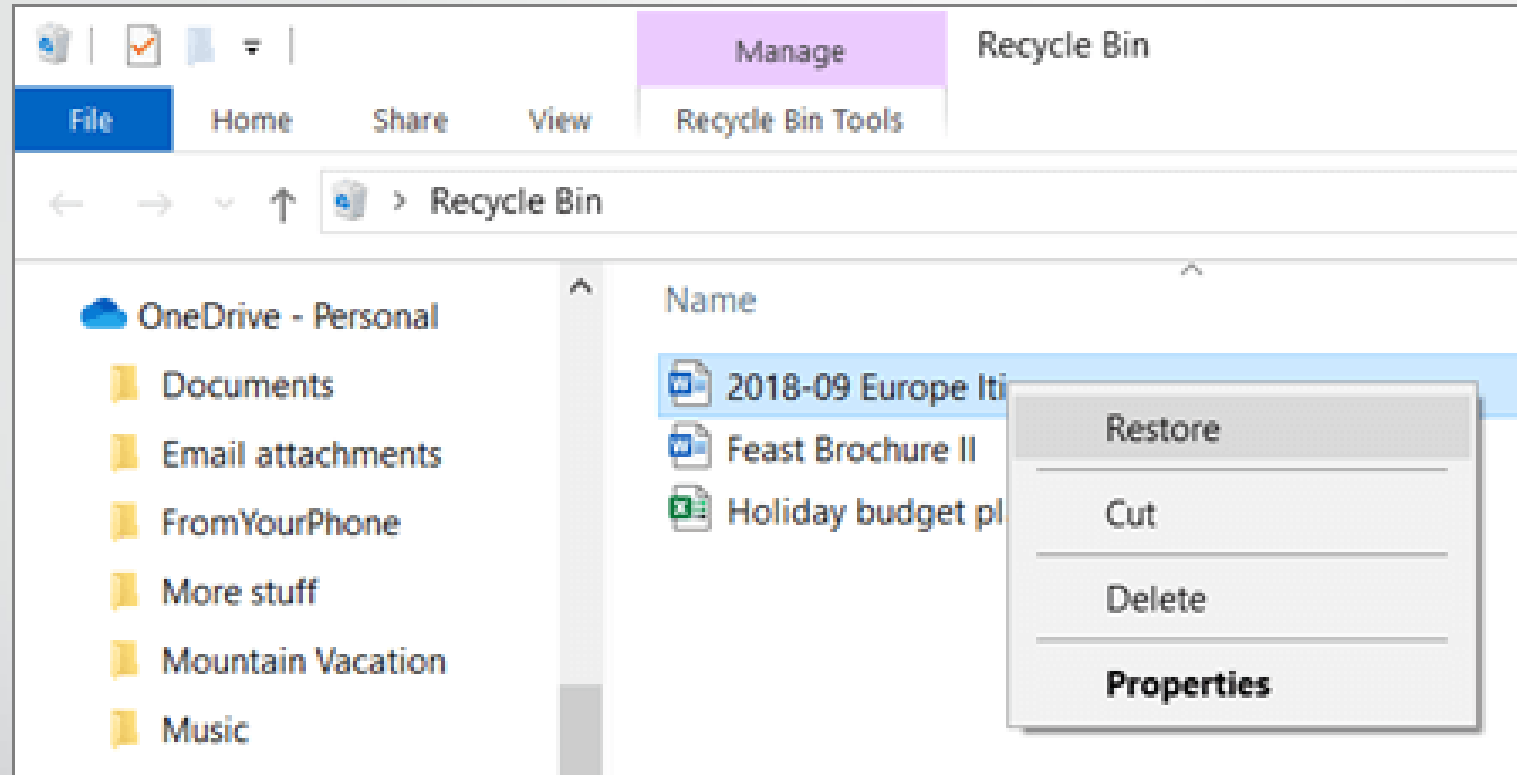 Manage Recycle Bin
File Home Share View Recycle Bin Tools
Recycle Bin
OneDrive - Personal
Documents
Email attachments
FromYourPhone
More stuff
Mountain Vacation
Music
Name
2018-09 Europe Iti
Feast Brochure II
Holiday budget pl
Restore
Cut
Delete
Properties